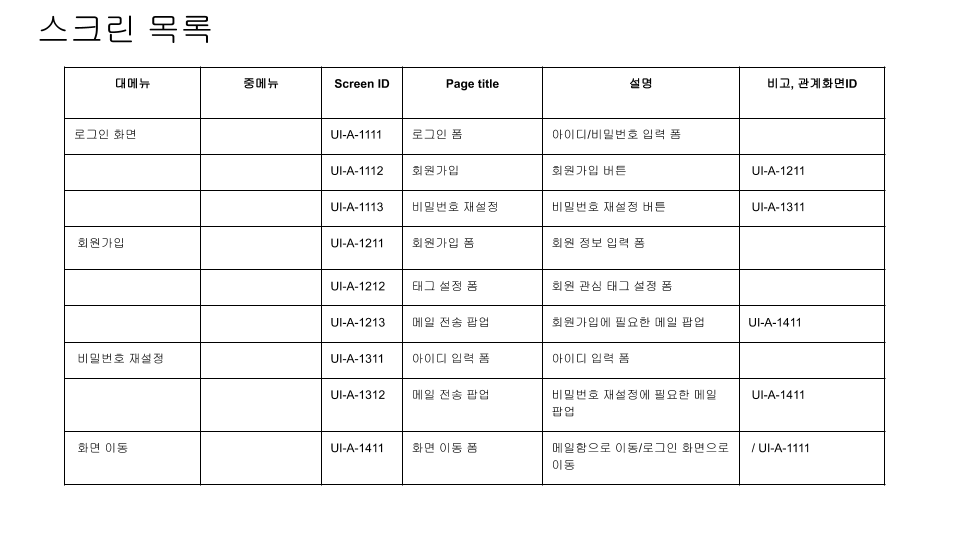 스크린 목록
대메뉴 중메뉴 Screen ID Page title 설명 비고, 관계화면ID
로그인 화면 UI-A-1111 로그인 폼 아이디/비밀번호 입력 폼
UI-A-1112 회원가입 회원가입 버튼 UI-A-1211
UI-A-1113 비밀번호 재설정 비밀번호 재설정 버튼 UI-A-1311
회원가입 UI-A-1211 회원가입 폼 회원 정보 입력 폼
UI-A-1212 태그 설정 폼 회원 관심 태그 설정 폼
UI-A-1213 메일 전송 팝업 회원가입에 필요한 메일 팝업 UI-A-1411
비밀번호 재설정 UI-A-1311 아이디 입력 폼 아이디 입력 폼
UI-A-1312 메일 전송 팝업 비밀번호 재설정에 필요한 메일 UI-A-1411
팝업
화면 이동 UI-A-1411 화면 이동 폼 메일함으로 이동/로그인 화면으로 / UI-A-1111
이동